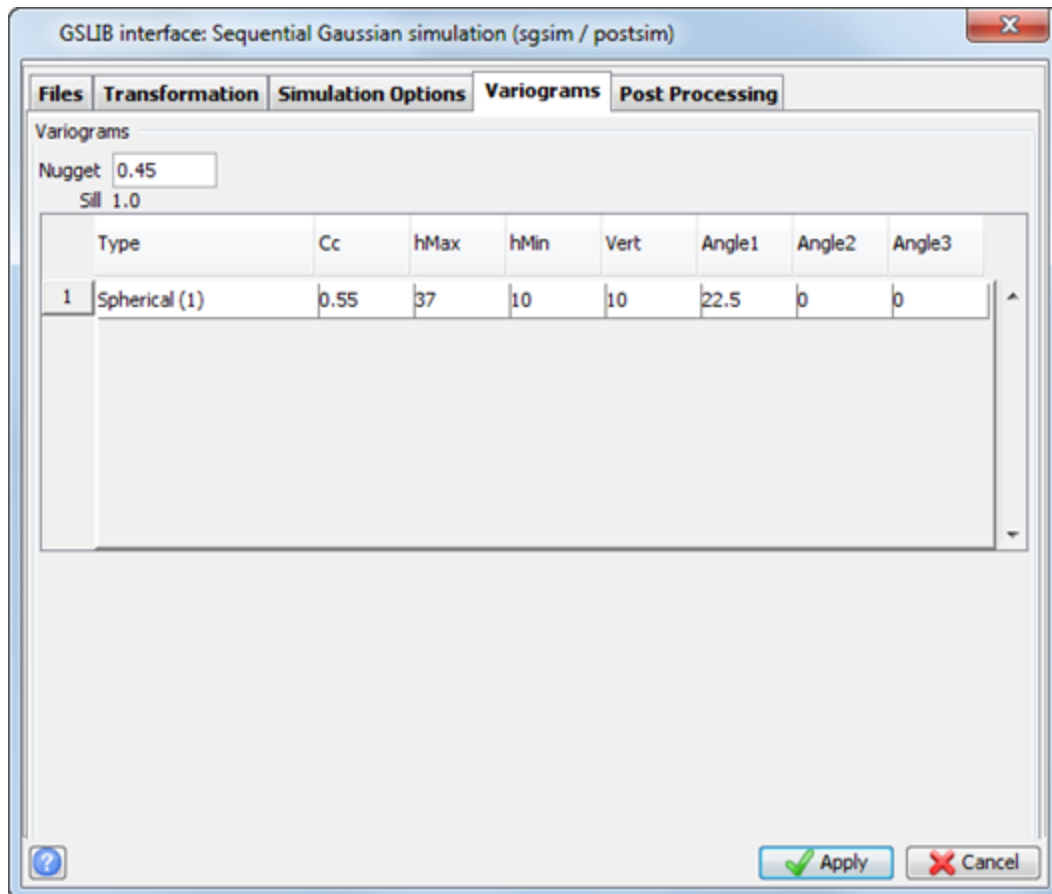 GSLIB interface: Sequential Gaussian simulation (sgsim / postsim)
Files Transformation Simulation Options Variograms Post Processing
Variograms
Nugget 0.45
Sill 1.0
Type Cc hMax hMin Vert Angle1 Angle2 Angle3
1 Spherical (1) 0.55 37 10 10 22.5 0 0
Apply Cancel